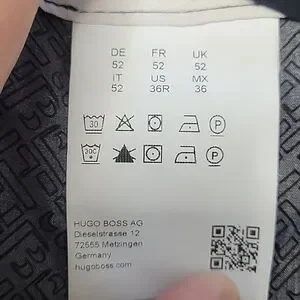 DE FR UK
52 52 52
IT US MX
52 36R 36
30 P
30C P
HUGO BOSS AG
Dieselstrasse 12
72555 Metzingen
Germany
hugoboss.com